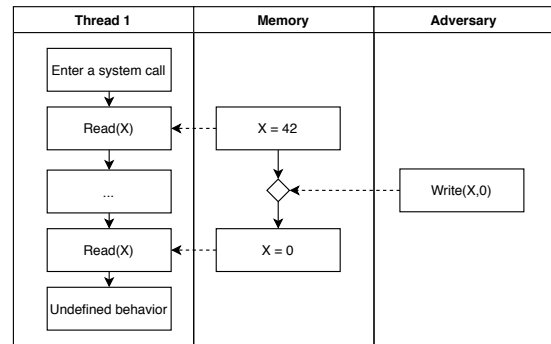 Thread 1
Memory
Adversary
Enter a system call
Read(X)
X = 42
...
Write(X,0)
Read(X)
X = 0
Undefined behavior